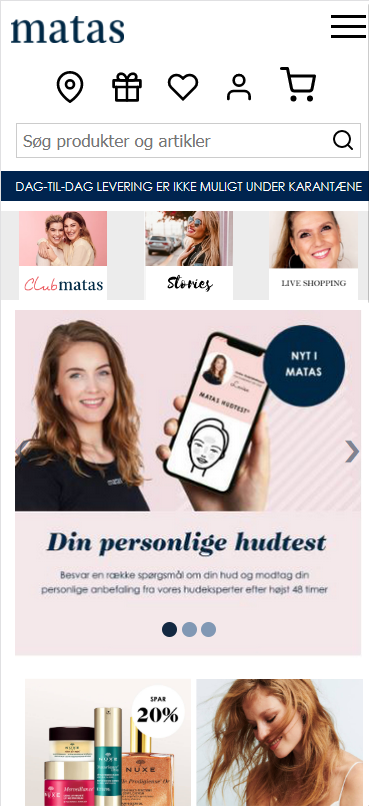 matas
Søg produkter og artikler
DAG-TIL-DAG LEVERING ER IKKE MULIGT UNDER KARANTÆNE
Clubmatas
Stories
LIVE SHOPPING
NYT I
MATAS
MATAS HUDTEST
Din personlige hudtest
Besvar en række spørgsmål om din hud og modtag din
personlige anbefaling fra vores hudeksperter efter højst 48 timer
SPAR
20%
NUXE
NUXE
NUXE
NUXE